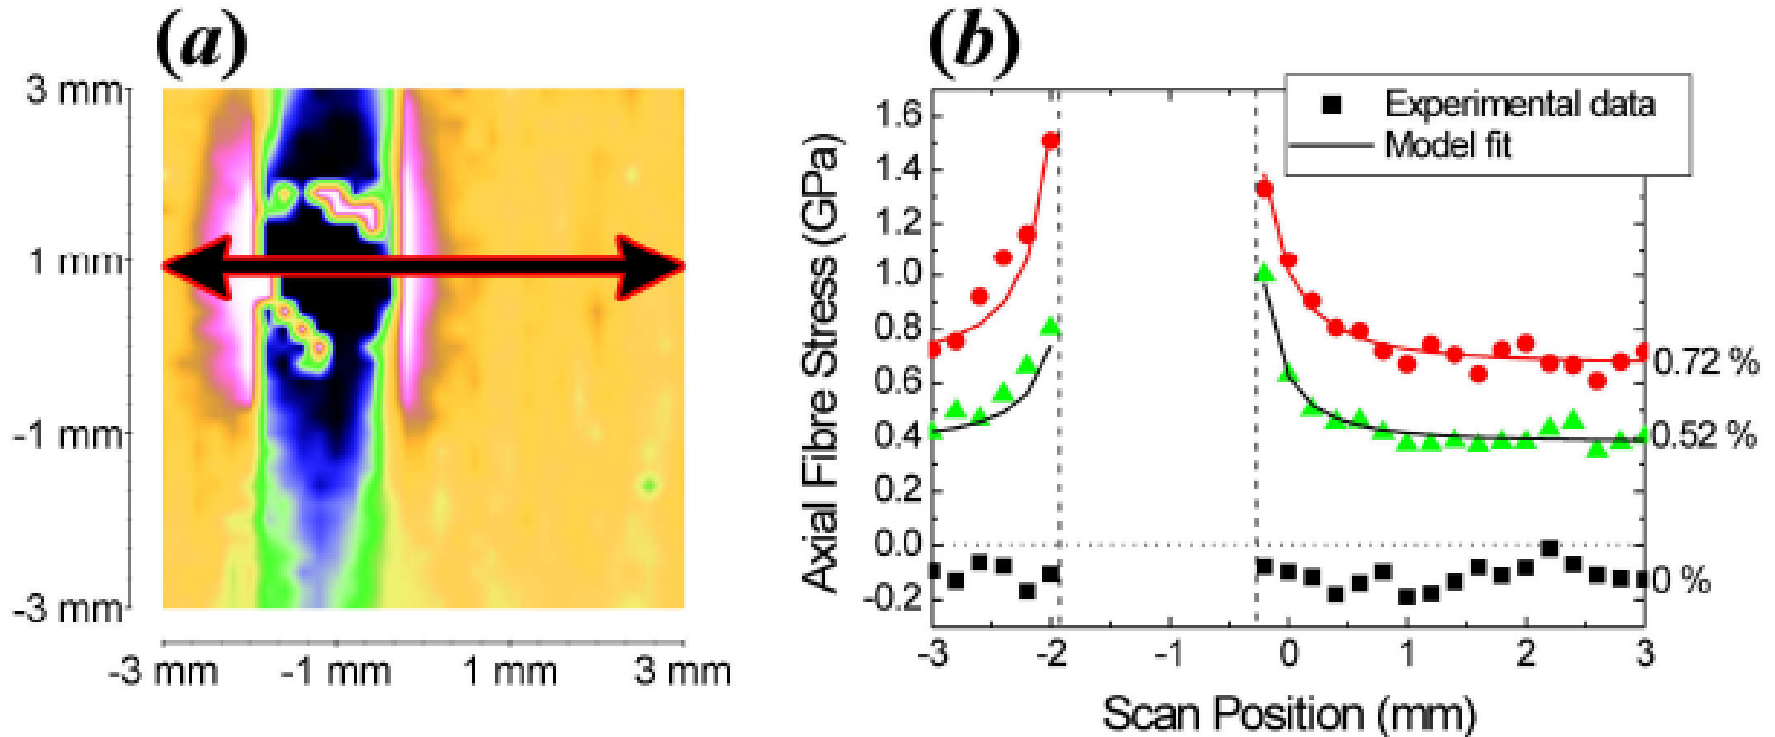 (a)
3 mm
1 mm
-1 mm
-3 mm
-3 mm -1 mm 1 mm 3 mm
(b)
Experimental data
Model fit
Axial Fibre Stress (GPa)
1.6
1.4
1.2
1.0
0.8
0.6
0.4
0.2
0.0
-0.2
0.72 %
0.52 %
0 %
-3 -2 -1 0 1 2 3
Scan Position (mm)